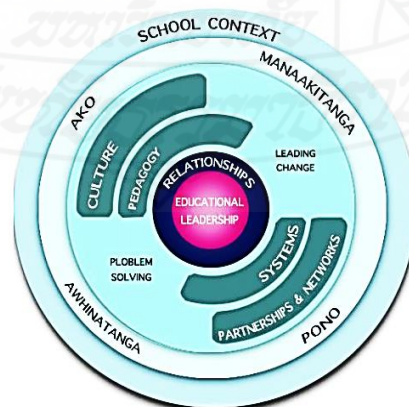 SCHOOL CONTEXT
AKO
MANAAKITANGA
CULTURE
PEDAGOGY
RELATIONSHIPS
EDUCATIONAL
LEADERSHIP
LEADING
CHANGE
PLOBLEM
SOLVING
SYSTEMS
PARTNERSHIPS & NETWORKS
AWHINATANGA
PONO